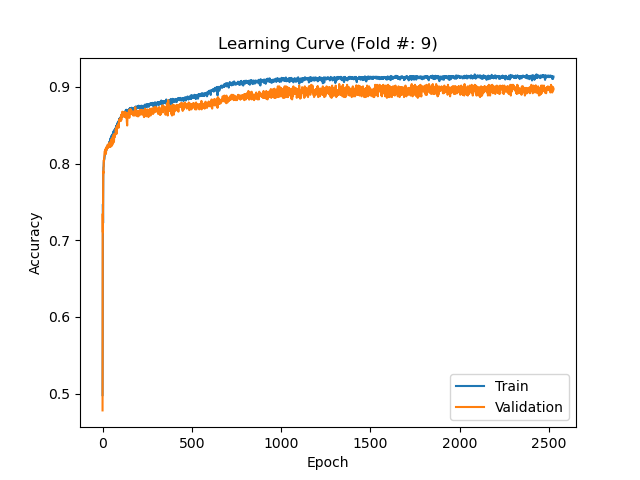 Learning Curve (Fold #: 9)
0.9
0.8
0.7
0.6
0.5
Accuracy
Train
Validation
0
500
1000
1500
2000
2500
Epoch